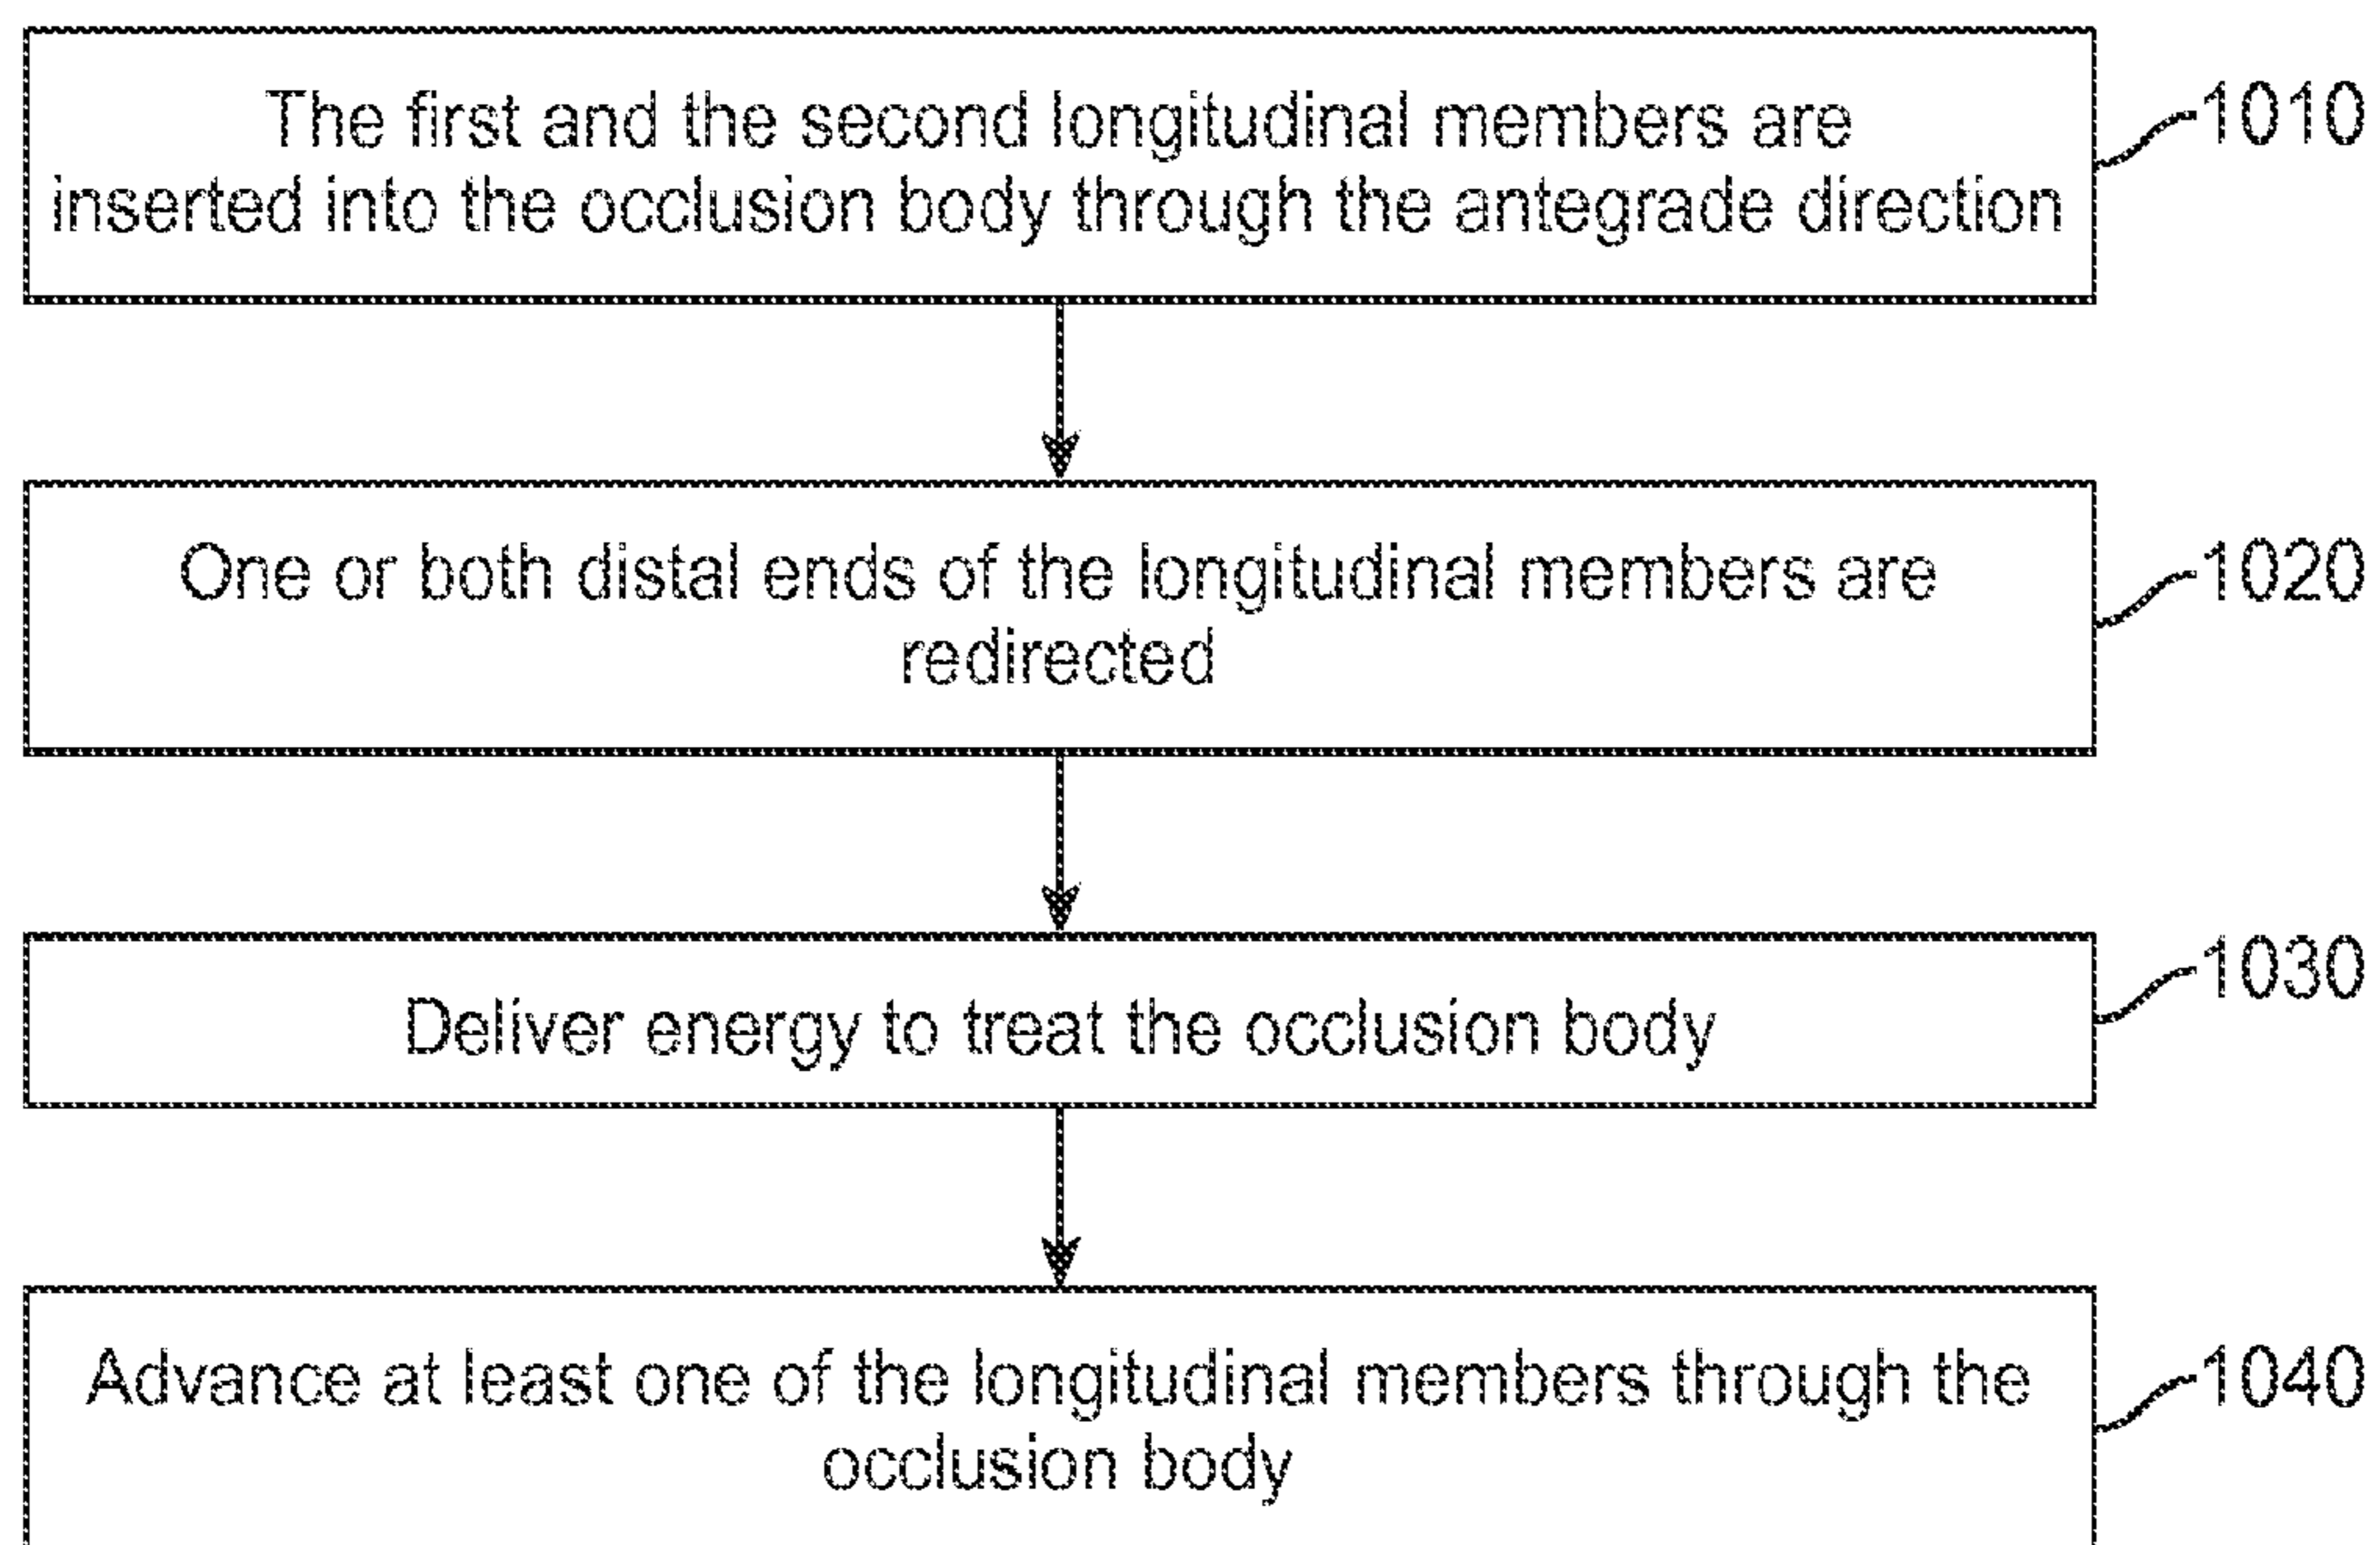 The first and the second longitudinal members are
inserted into the occlusion body through the antegrade direction
1010
One or both distal ends of the longitudinal members are
redirected
1020
Deliver energy to treat the occlusion body
1030
Advance at least one of the longitudinal members through the
occlusion body
1040